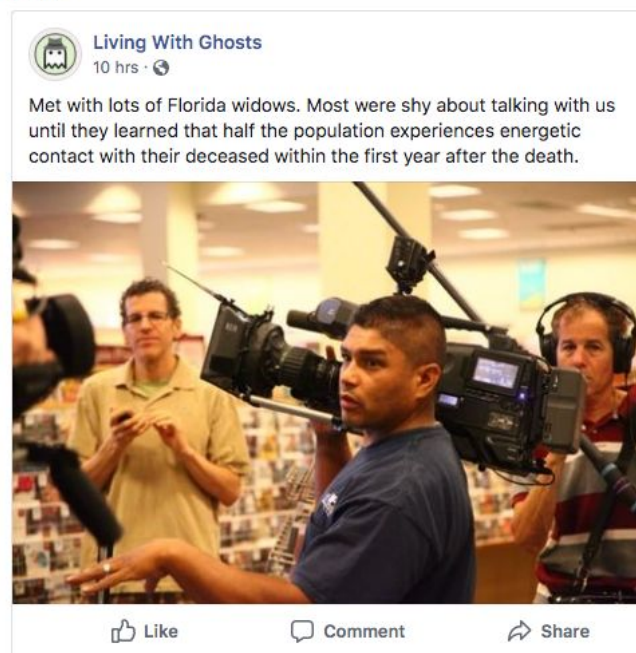 Living With Ghosts
10 hrs ·
Met with lots of Florida widows. Most were shy about talking with us
until they learned that half the population experiences energetic
contact with their deceased within the first year after the death.
Like
Comment
Share